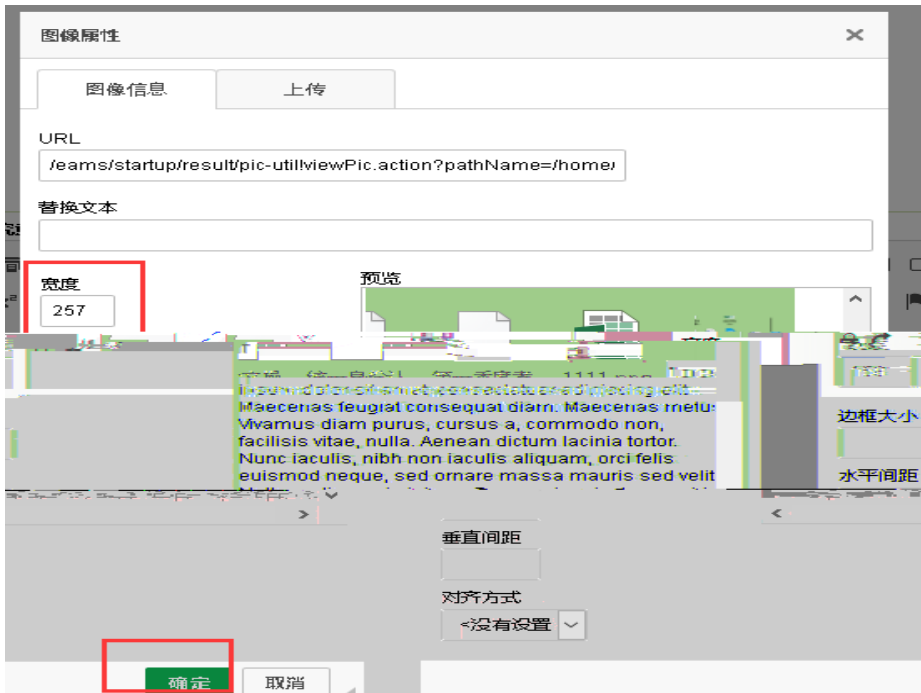 图像属性
图像信息
上传
URL
/eams/startup/result/pic-util!viewPic.action?pathName=/home/
替换文本
宽度
预览
257
1111.png
Maecenas feugiat consequat diam. Maecenas metu
Vivamus diam purus, cursus a, commodo non,
facilisis vitae, nulla. Aenean dictum lacinia tortor.
Nunc iaculis, nibh non iaculis aliquam, orci felis
euismod neque, sed ornare massa mauris sed velit
边框大小
水平间距
垂直间距
对齐方式
<没有设置
确定
取消